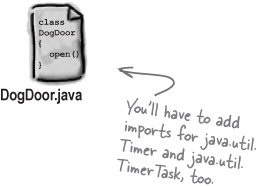 class
DogDoor
{
open()
}
DogDoor.java
You'll have to add
imports for java.util.
Timer and java.util.
TimerTask, too.